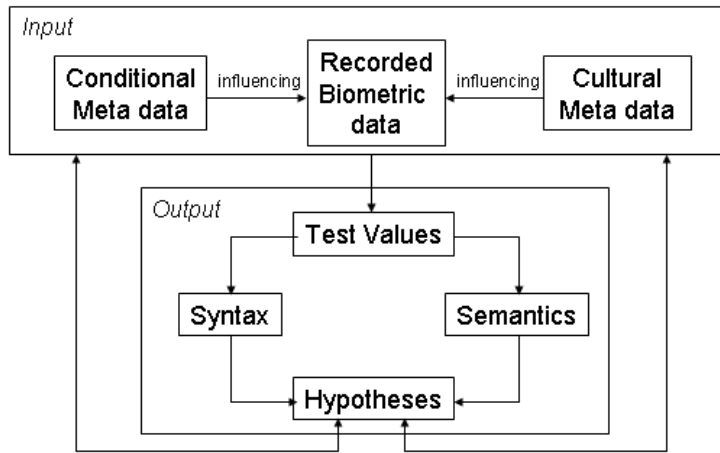 Input
Conditional
Meta data
influencing
Recorded
Biometric
data
influencing
Cultural
Meta data
Output
Test Values
Syntax
Semantics
Hypotheses